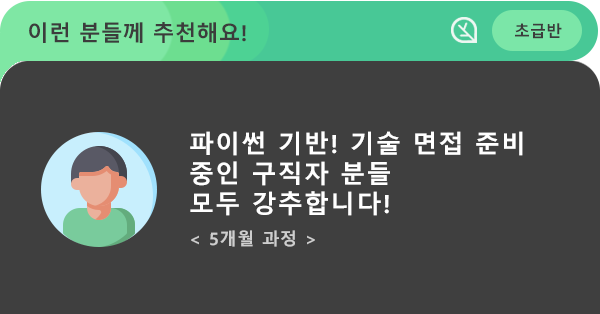 이런 분들께 추천해요!
초급반
파이썬 기반! 기술 면접 준비
중인 구직자 분들
모두 강추합니다!
< 5개월 과정 >